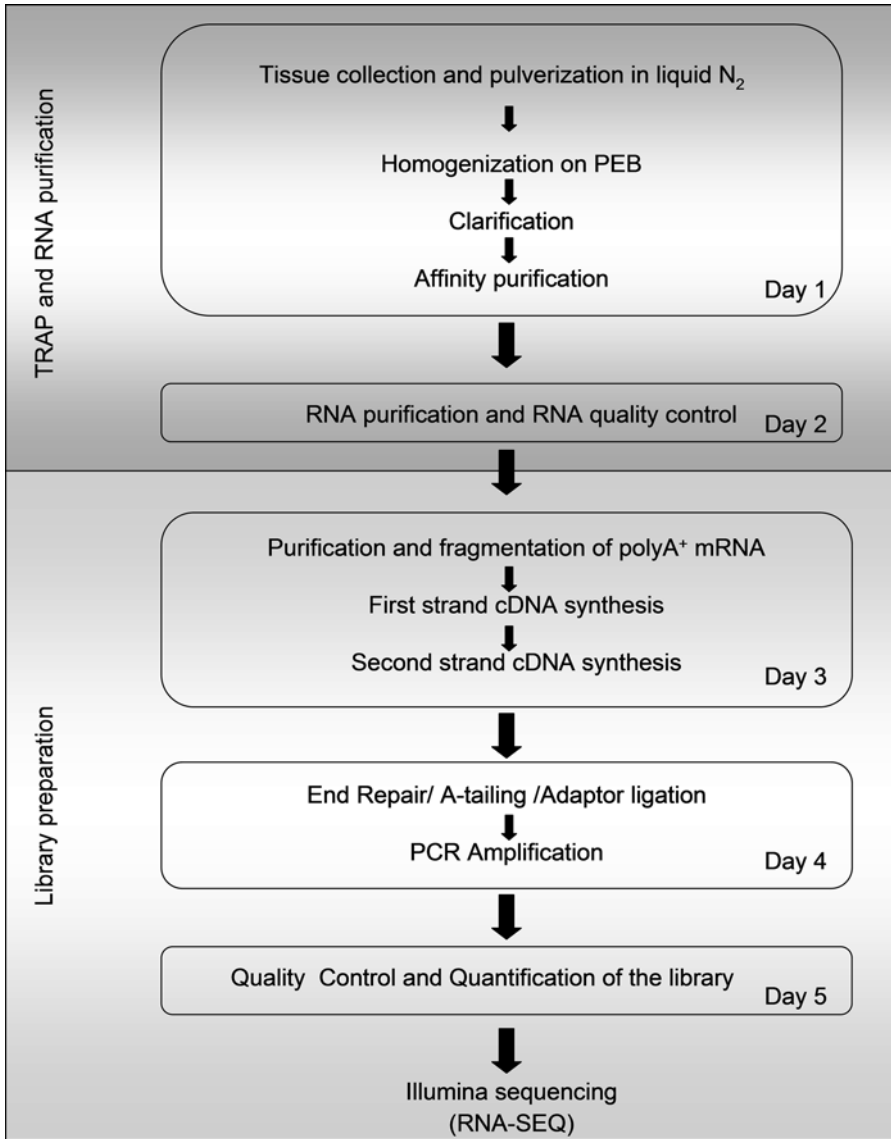 TRAP and RNA purification
Tissue collection and pulverization in liquid N₂
Homogenization on PEB
Clarification
Affinity purification
Day 1
RNA purification and RNA quality control
Day 2
Library preparation
Purification and fragmentation of polyA⁺ mRNA
First strand cDNA synthesis
Second strand cDNA synthesis
Day 3
End Repair/ A-tailing /Adaptor ligation
PCR Amplification
Day 4
Quality Control and Quantification of the library
Day 5
Illumina sequencing
(RNA-SEQ)